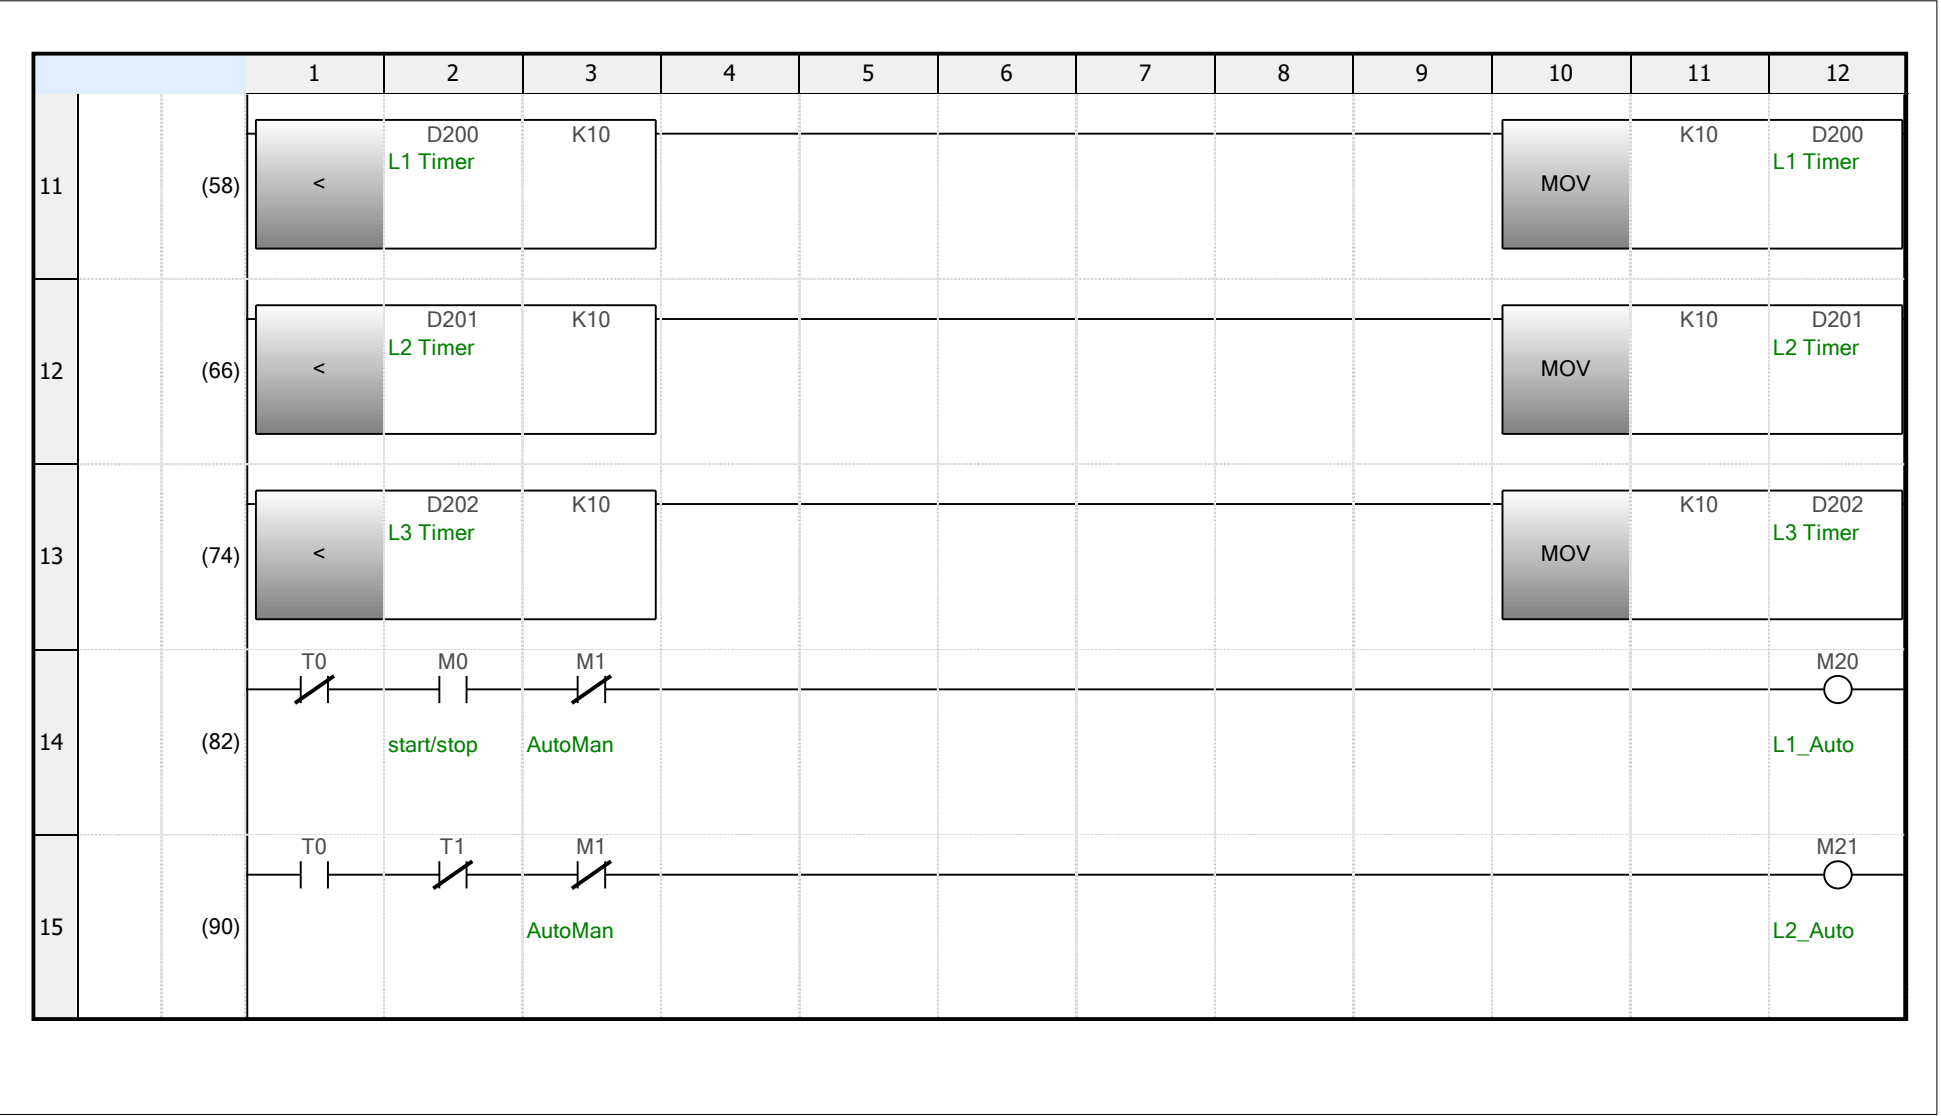 1 2 3 4 5 6 7 8 9 10 11 12
D200 K10 K10 D200
L1 Timer L1 Timer
11 (58) < MOV
D201 K10 K10 D201
L2 Timer L2 Timer
12 (66) < MOV
D202 K10 K10 D202
L3 Timer L3 Timer
13 (74) < MOV
T0 M0 M1 M20
14 (82) start/stop AutoMan L1_Auto
T0 T1 M1 M21
15 (90) AutoMan L2_Auto